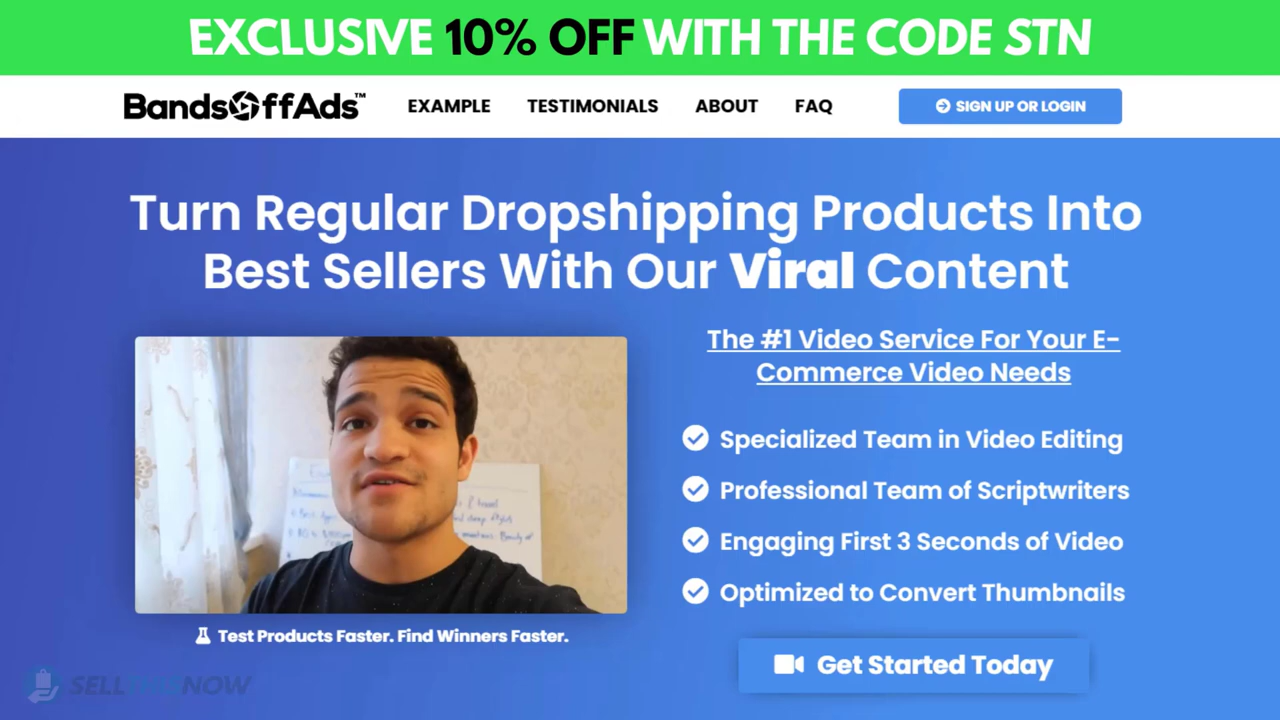 EXCLUSIVE 10% OFF WITH THE CODE STN
BandsOffAds™ EXAMPLE TESTIMONIALS ABOUT FAQ SIGN UP OR LOGIN
Turn Regular Dropshipping Products Into
Best Sellers With Our Viral Content
The #1 Video Service For Your E-
Commerce Video Needs
Specialized Team in Video Editing
Professional Team of Scriptwriters
Engaging First 3 Seconds of Video
Optimized to Convert Thumbnails
Test Products Faster. Find Winners Faster.
Get Started Today
SELLTHISNOW